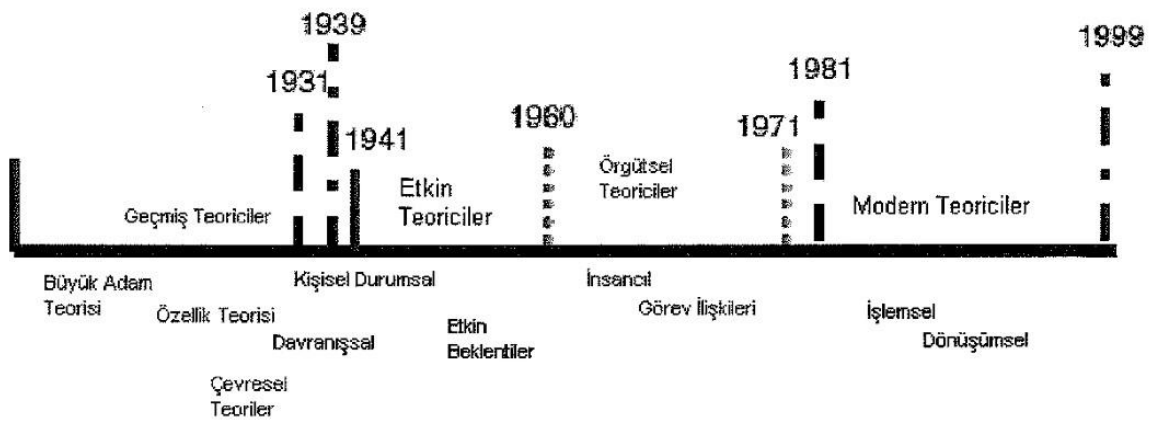 1939
1999
1931
1981
1941
1960
1971
Etkin
Teoriciler
Örgütsel
Teoriciler
Geçmiş Teoriciler
Modern Teoriciler
Büyük Adam
Teorisi
Özellik Teorisi
Kişisel Durumsal
Davranışsal
Çevresel
Teoriler
Etkin
Beklentiler
İnsancıl
Görev İlişkileri
İşlemsel
Dönüşümsel